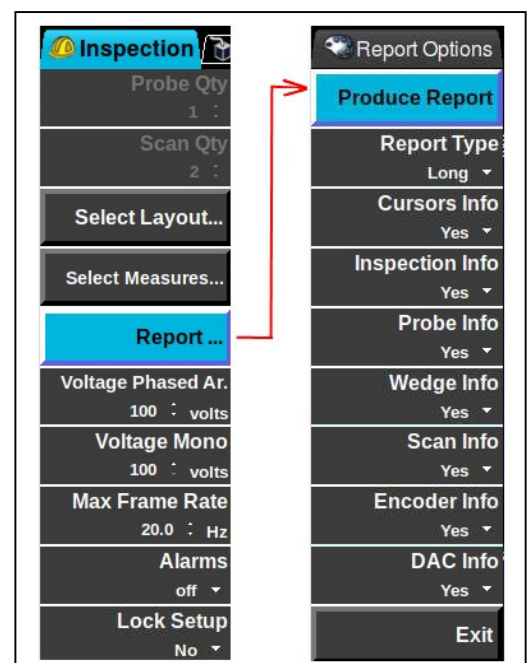 Inspection
Probe Qty
1
Scan Qty
2
Select Layout...
Select Measures...
Report ...
Voltage Phased Ar.
100 volts
Voltage Mono
100 volts
Max Frame Rate
20.0 Hz
Alarms
off
Lock Setup
No
Report Options
Produce Report
Report Type
Long
Cursors Info
Yes
Inspection Info
Yes
Probe Info
Yes
Wedge Info
Yes
Scan Info
Yes
Encoder Info
Yes
DAC Info
Yes
Exit